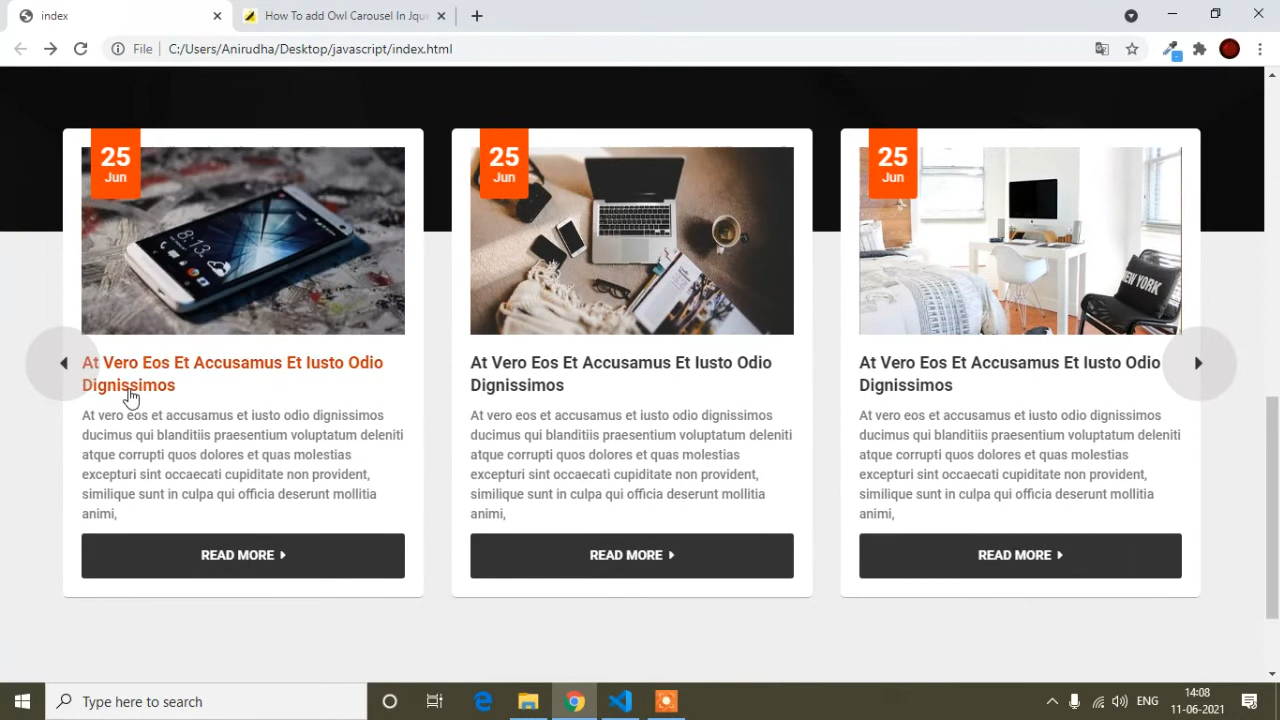 index
How To add Owl Carousel In Jque
File
C:/Users/Anirudha/Desktop/javascript/index.html
25
Jun
8:13
At Vero Eos Et Accusamus Et Iusto Odio
Dignissimos
At vero eos et accusamus et iusto odio dignissimos
ducimus qui blanditiis praesentium voluptatum deleniti
atque corrupti quos dolores et quas molestias
excepturi sint occaecati cupiditate non provident,
similique sunt in culpa qui officia deserunt mollitia
animi,
READ MORE
25
Jun
At Vero Eos Et Accusamus Et Iusto Odio
Dignissimos
At vero eos et accusamus et iusto odio dignissimos
ducimus qui blanditiis praesentium voluptatum deleniti
atque corrupti quos dolores et quas molestias
excepturi sint occaecati cupiditate non provident,
similique sunt in culpa qui officia deserunt mollitia
animi,
READ MORE
25
Jun
NEW YORK
At Vero Eos Et Accusamus Et Iusto Odio
Dignissimos
At vero eos et accusamus et iusto odio dignissimos
ducimus qui blanditiis praesentium voluptatum deleniti
atque corrupti quos dolores et quas molestias
excepturi sint occaecati cupiditate non provident,
similique sunt in culpa qui officia deserunt mollitia
animi,
READ MORE
Type here to search
ENG
14:08
11-06-2021